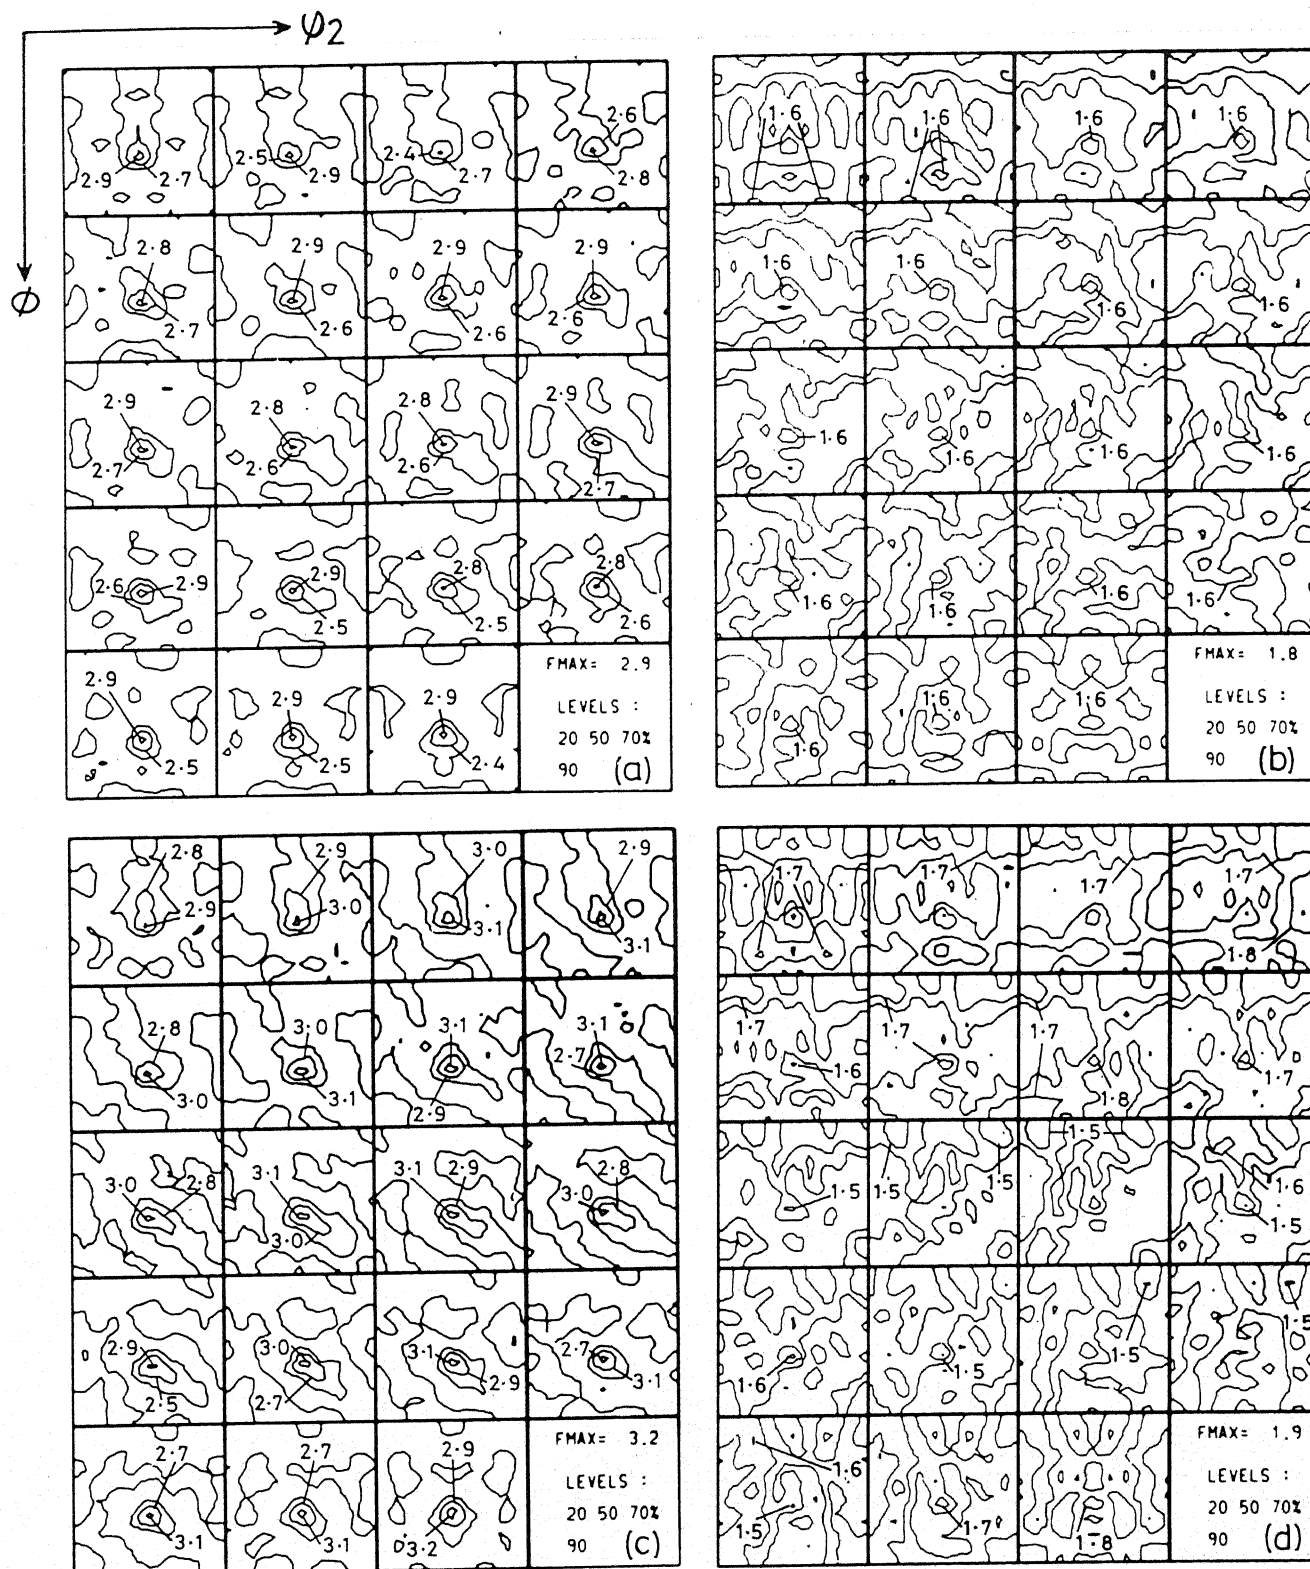 φ2
ϕ
2.9 2.7 2.5 2.9 2.4 2.7 2.6 2.8
2.8 2.7 2.9 2.6 2.9 2.6 2.9 2.6
2.9 2.7 2.8 2.6 2.8 2.6 2.9 2.7
2.6 2.9 2.9 2.5 2.8 2.5 2.8 2.6
2.9 2.5 2.9 2.5 2.9 2.4
FMAX= 2.9
LEVELS :
20 50 70%
90 (a)
1.6 1.6 1.6 1.6
1.6 1.6 1.6 1.6
1.6 1.6 1.6 1.6
1.6 1.6 1.6 1.6
1.6 1.6 1.6
FMAX= 1.8
LEVELS :
20 50 70%
90 (b)
2.8 2.9 2.9 3.0 3.0 3.1 2.9 3.1
2.8 3.0 3.0 3.1 3.1 2.9 3.1 2.7
3.0 2.8 3.1 3.0 3.1 2.9 3.0 2.8
2.9 2.5 3.0 2.7 3.1 2.9 2.7 3.1
2.7 3.1 2.7 3.1 2.9 3.2
FMAX= 3.2
LEVELS :
20 50 70%
90 (c)
1.7 1.7 1.7 1.7 1.8
1.7 1.6 1.7 1.7 1.8 1.7
1.5 1.5 1.5 1.5 1.6 1.5
1.6 1.5 1.5 1.5
1.6 1.5 1.7 1.8
FMAX= 1.9
LEVELS :
20 50 70%
90 (d)